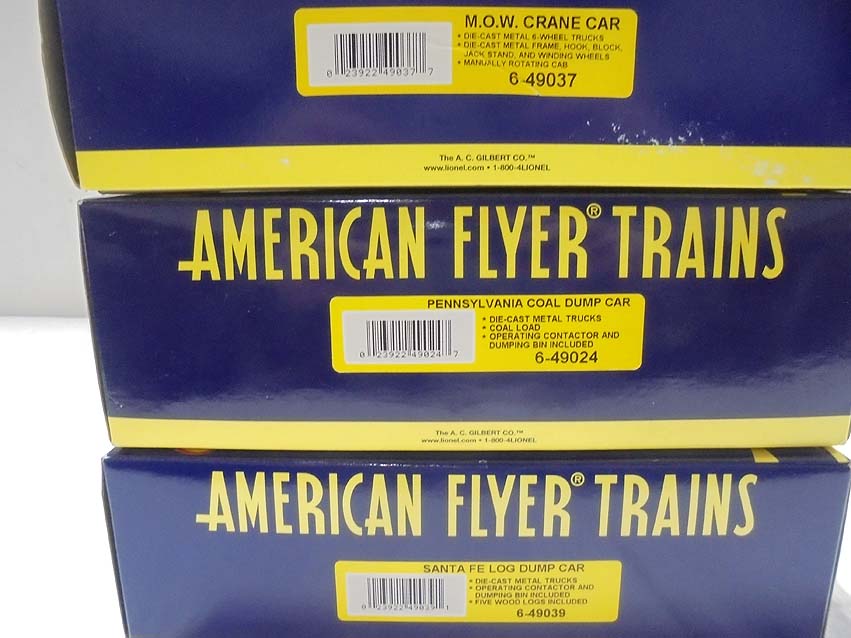 M.O.W. CRANE CAR
• DIE-CAST METAL 6-WHEEL TRUCKS
• DIE-CAST METAL FRAME, HOOK, BLOCK,
JACK STAND, AND WINDING WHEELS
• MANUALLY ROTATING CAB
0 23922 49037 7
6-49037
The A. C. GILBERT CO.™
www.lionel.com • 1-800-4LIONEL
AMERICAN FLYER® TRAINS
PENNSYLVANIA COAL DUMP CAR
• DIE-CAST METAL TRUCKS
• COAL LOAD
• OPERATING CONTACTOR AND
DUMPING BIN INCLUDED
0 23922 49024 7
6-49024
The A. C. GILBERT CO.™
www.lionel.com • 1-800-4LIONEL
AMERICAN FLYER® TRAINS
SANTA FE LOG DUMP CAR
• DIE-CAST METAL TRUCKS
• OPERATING CONTACTOR AND
DUMPING BIN INCLUDED
• FIVE WOOD LOGS INCLUDED
0 23922 49039 1
6-49039